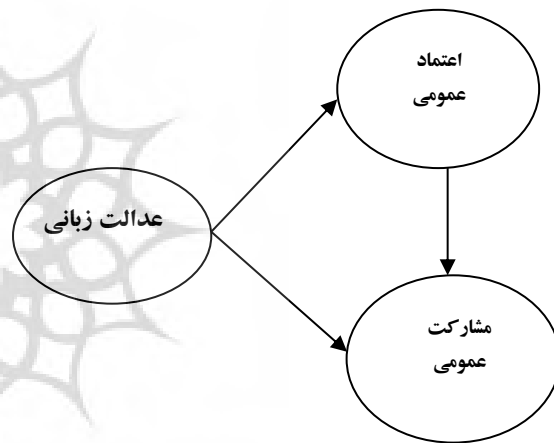 اعتماد
عمومی
عدالت زبانی
مشارکت
عمومی